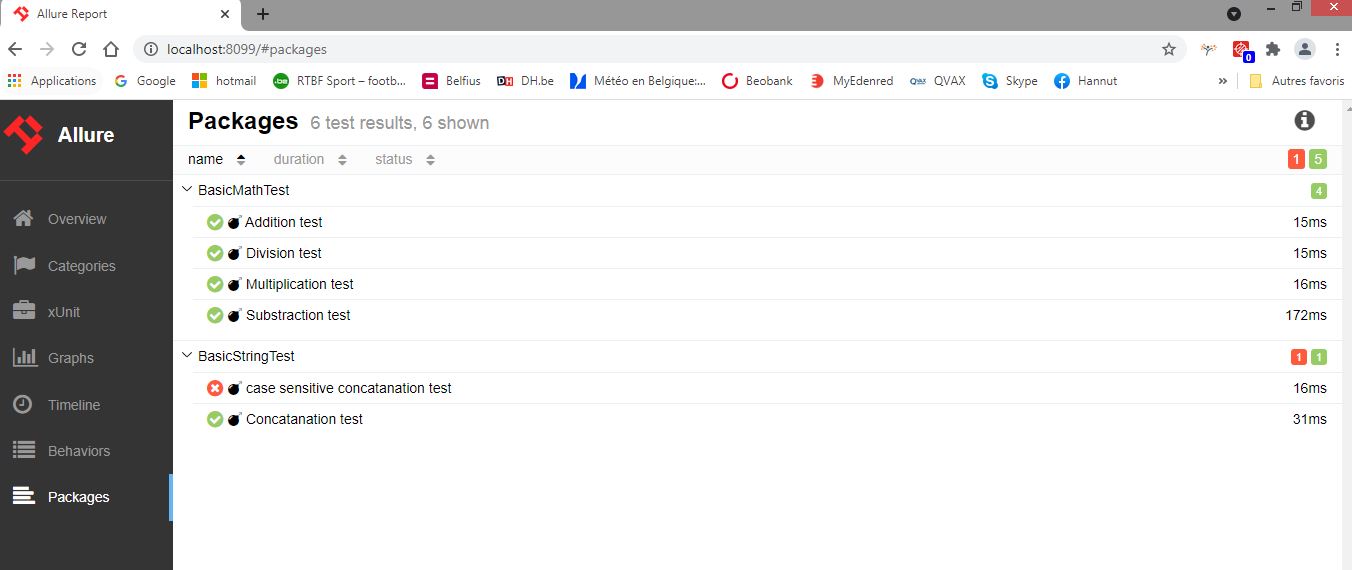 Allure Report
localhost:8099/#packages
0
Applications Google hotmail RTBF Sport – footb... Belfius DH.be Météo en Belgique:... Beobank MyEdenred QVAX Skype Hannut » Autres favoris
Allure
Packages 6 test results, 6 shown
name duration status 1 5
Overview
Categories
xUnit
Graphs
Timeline
Behaviors
Packages
BasicMathTest 4
Addition test 15ms
Division test 15ms
Multiplication test 16ms
Substraction test 172ms
BasicStringTest 1 1
case sensitive concatanation test 16ms
Concatanation test 31ms